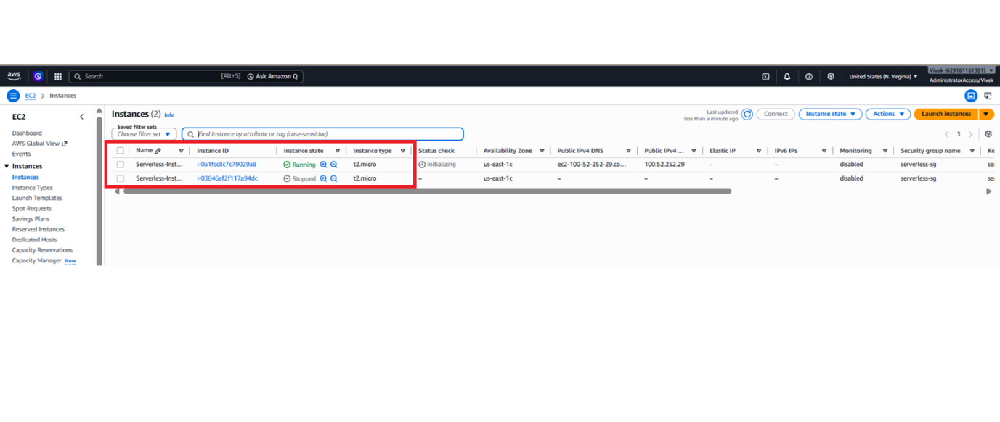 aws Search [Alt+S] Ask Amazon Q United States (N. Virginia) Vivek (629161161381)
AdministratorAccess/Vivek
EC2 > Instances
EC2
Dashboard
AWS Global View
Events
Instances
Instances
Instance Types
Launch Templates
Spot Requests
Savings Plans
Reserved Instances
Dedicated Hosts
Capacity Reservations
Capacity Manager New
Instances (2) Info
Last updated
less than a minute ago
Connect Instance state Actions Launch instances
Saved filter sets
Choose filter set Find Instance by attribute or tag (case-sensitive) 1
Name Instance ID Instance state Instance type Status check Availability Zone Public IPv4 DNS Public IPv4 ... Elastic IP IPv6 IPs Monitoring Security group name Ke
Serverless-Inst... i-0a1fcc8c7c79029a8 Running t2.micro Initializing us-east-1c ec2-100-52-252-29.co... 100.52.252.29 – – disabled serverless-sg se
Serverless-Inst... i-03846af2f117a94dc Stopped t2.micro – us-east-1c – – – – disabled serverless-sg se